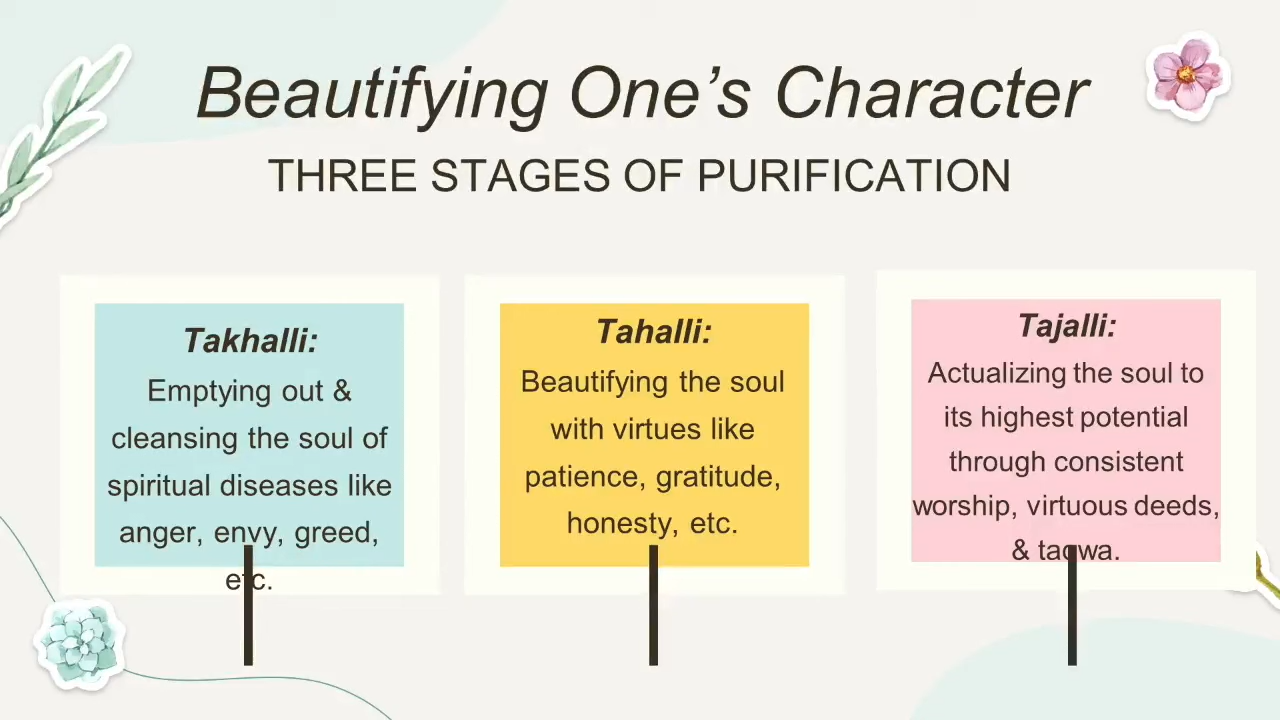 Beautifying One’s Character
THREE STAGES OF PURIFICATION
Takhalli:
Emptying out &
cleansing the soul of
spiritual diseases like
anger, envy, greed,
etc.
Tahalli:
Beautifying the soul
with virtues like
patience, gratitude,
honesty, etc.
Tajalli:
Actualizing the soul to
its highest potential
through consistent
worship, virtuous deeds,
& taqwa.